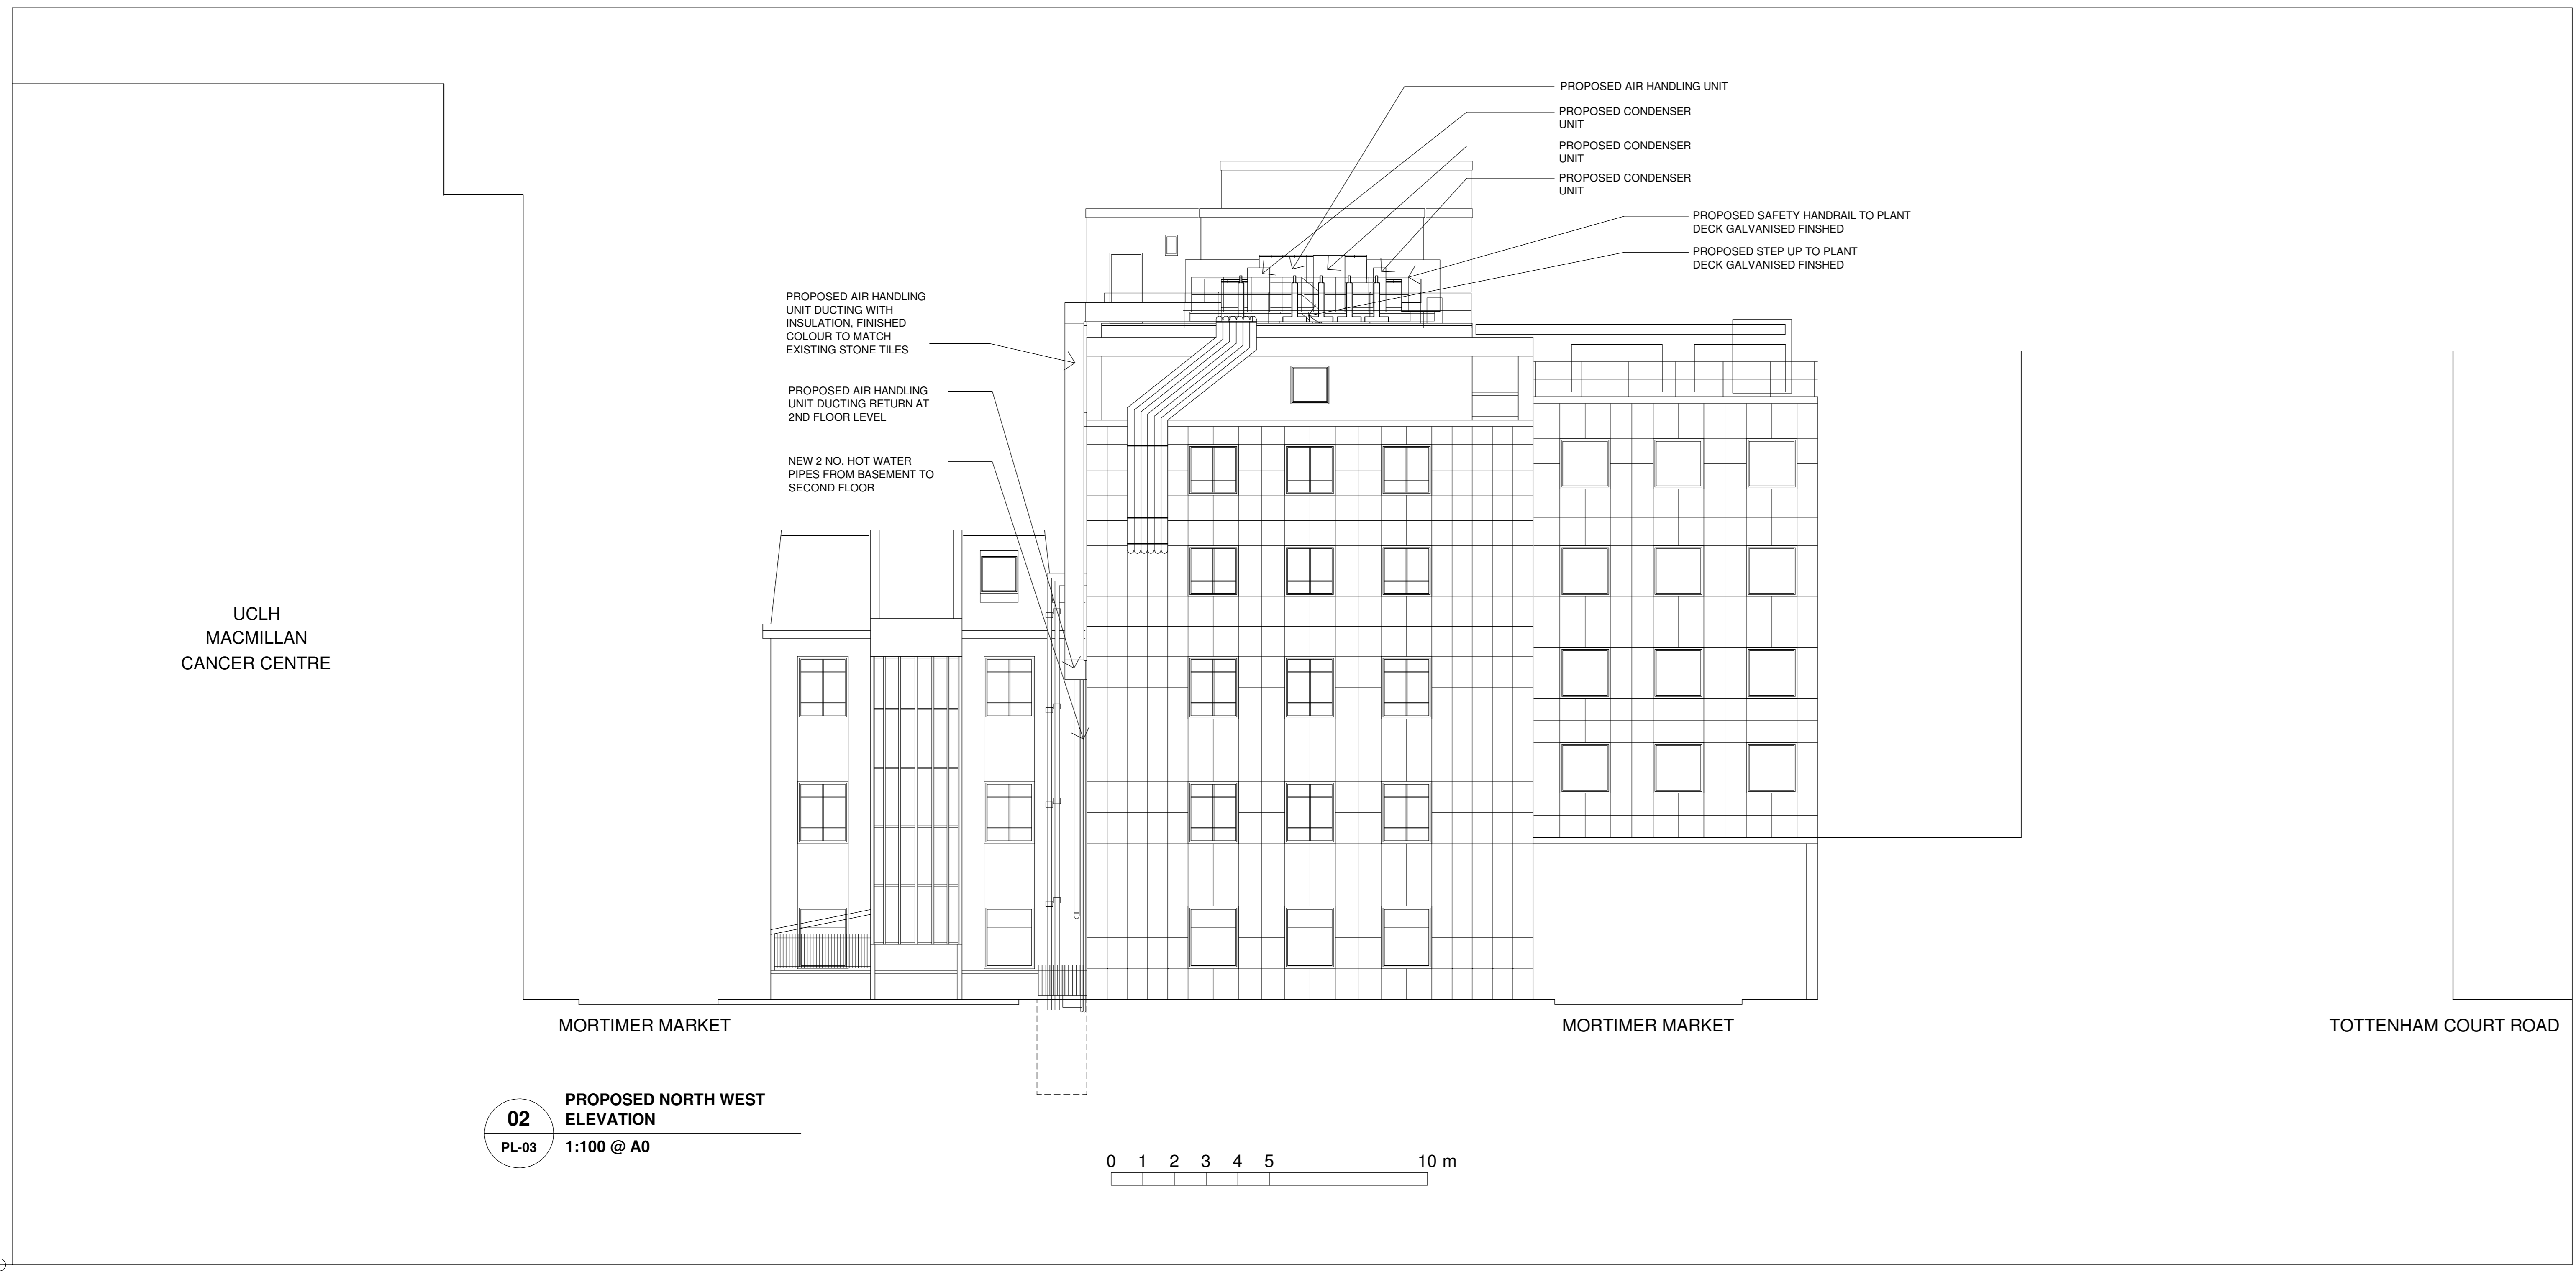 PROPOSED AIR HANDLING UNIT
PROPOSED CONDENSER
UNIT
PROPOSED CONDENSER
UNIT
PROPOSED CONDENSER
UNIT
PROPOSED SAFETY HANDRAIL TO PLANT
DECK GALVANISED FINSHED
PROPOSED STEP UP TO PLANT
DECK GALVANISED FINSHED
PROPOSED AIR HANDLING
UNIT DUCTING WITH
INSULATION, FINISHED
COLOUR TO MATCH
EXISTING STONE TILES
PROPOSED AIR HANDLING
UNIT DUCTING RETURN AT
2ND FLOOR LEVEL
NEW 2 NO. HOT WATER
PIPES FROM BASEMENT TO
SECOND FLOOR
UCLH
MACMILLAN
CANCER CENTRE
MORTIMER MARKET
MORTIMER MARKET
TOTTENHAM COURT ROAD
02
PL-03
PROPOSED NORTH WEST
ELEVATION
1:100 @ A0
0 1 2 3 4 5 10 m